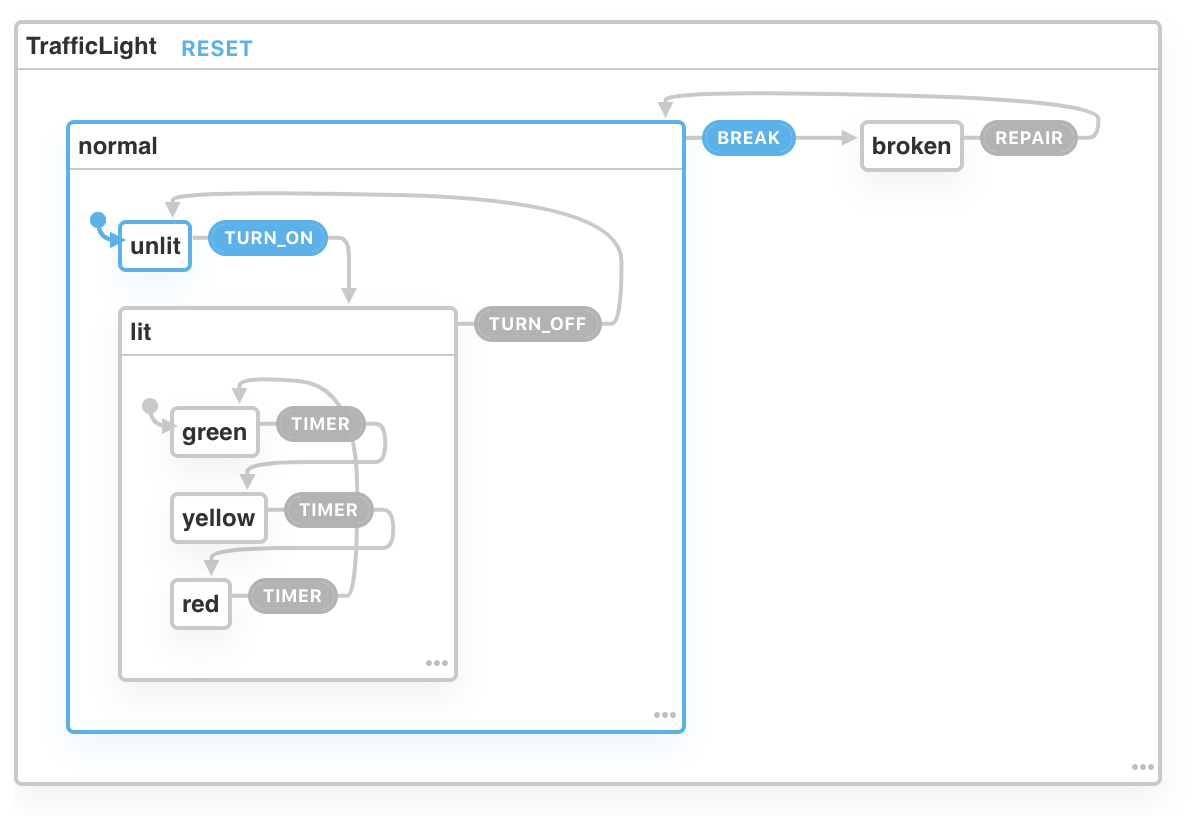 TrafficLight RESET
normal
BREAK
broken
REPAIR
unlit
TURN_ON
lit
TURN_OFF
green
TIMER
yellow
TIMER
red
TIMER